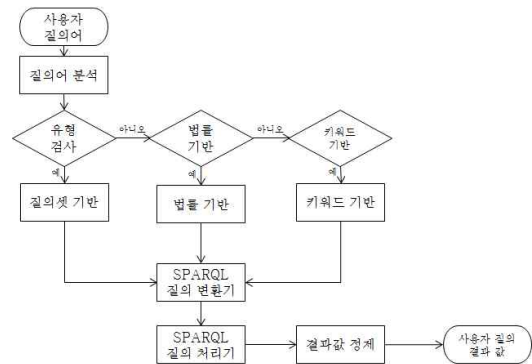 사용자
질의어
질의어 분석
유형
검사
아니오
법률
기반
아니오
키워드
기반
예
예
예
질의셋 기반
법률 기반
키워드 기반
SPARQL
질의 변환기
SPARQL
질의 처리기
결과값 정제
사용자 질의
결과 값